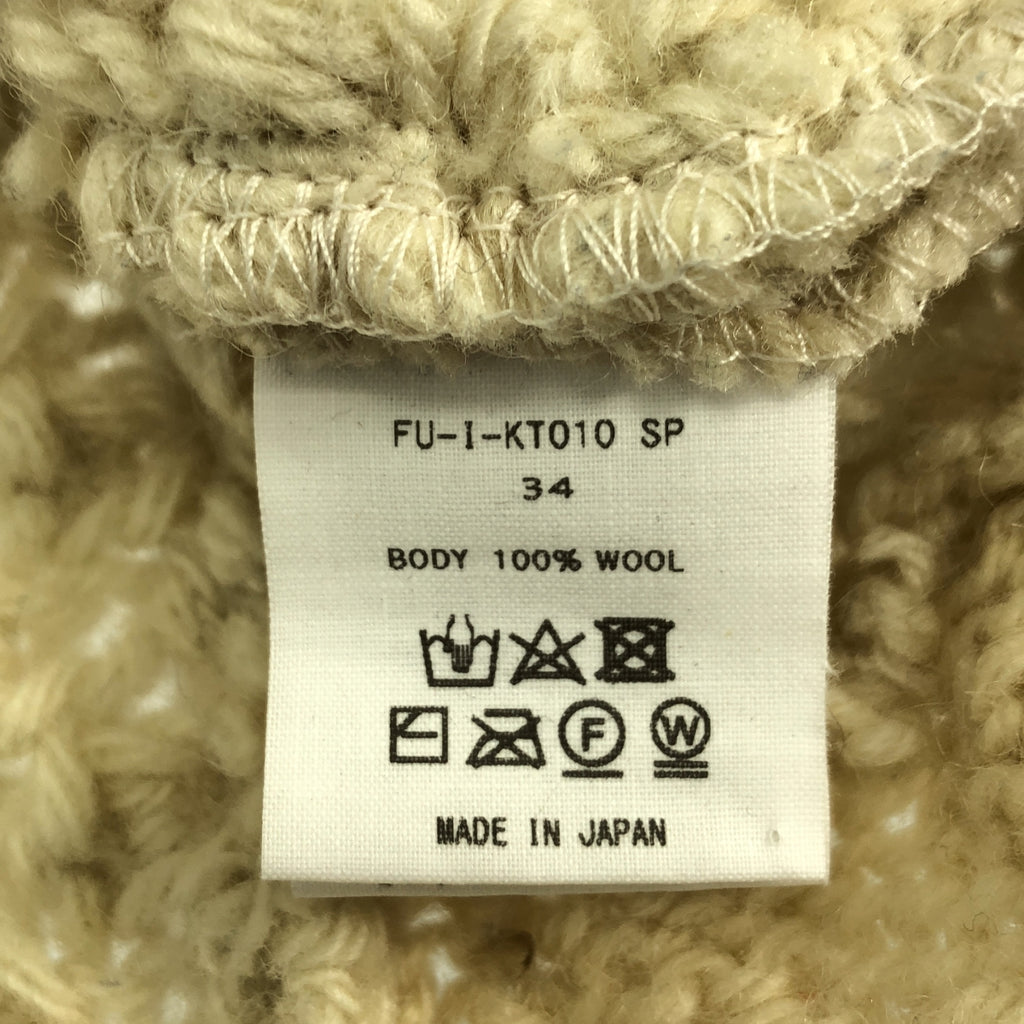 FU-I-KT010 SP
34
BODY 100% WOOL
F W
MADE IN JAPAN